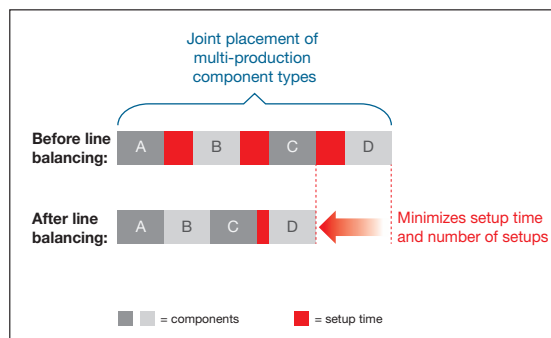 Joint placement of
multi-production
component types
Before line
balancing:
A B C D
After line
balancing:
A B C D
Minimizes setup time
and number of setups
= components = setup time